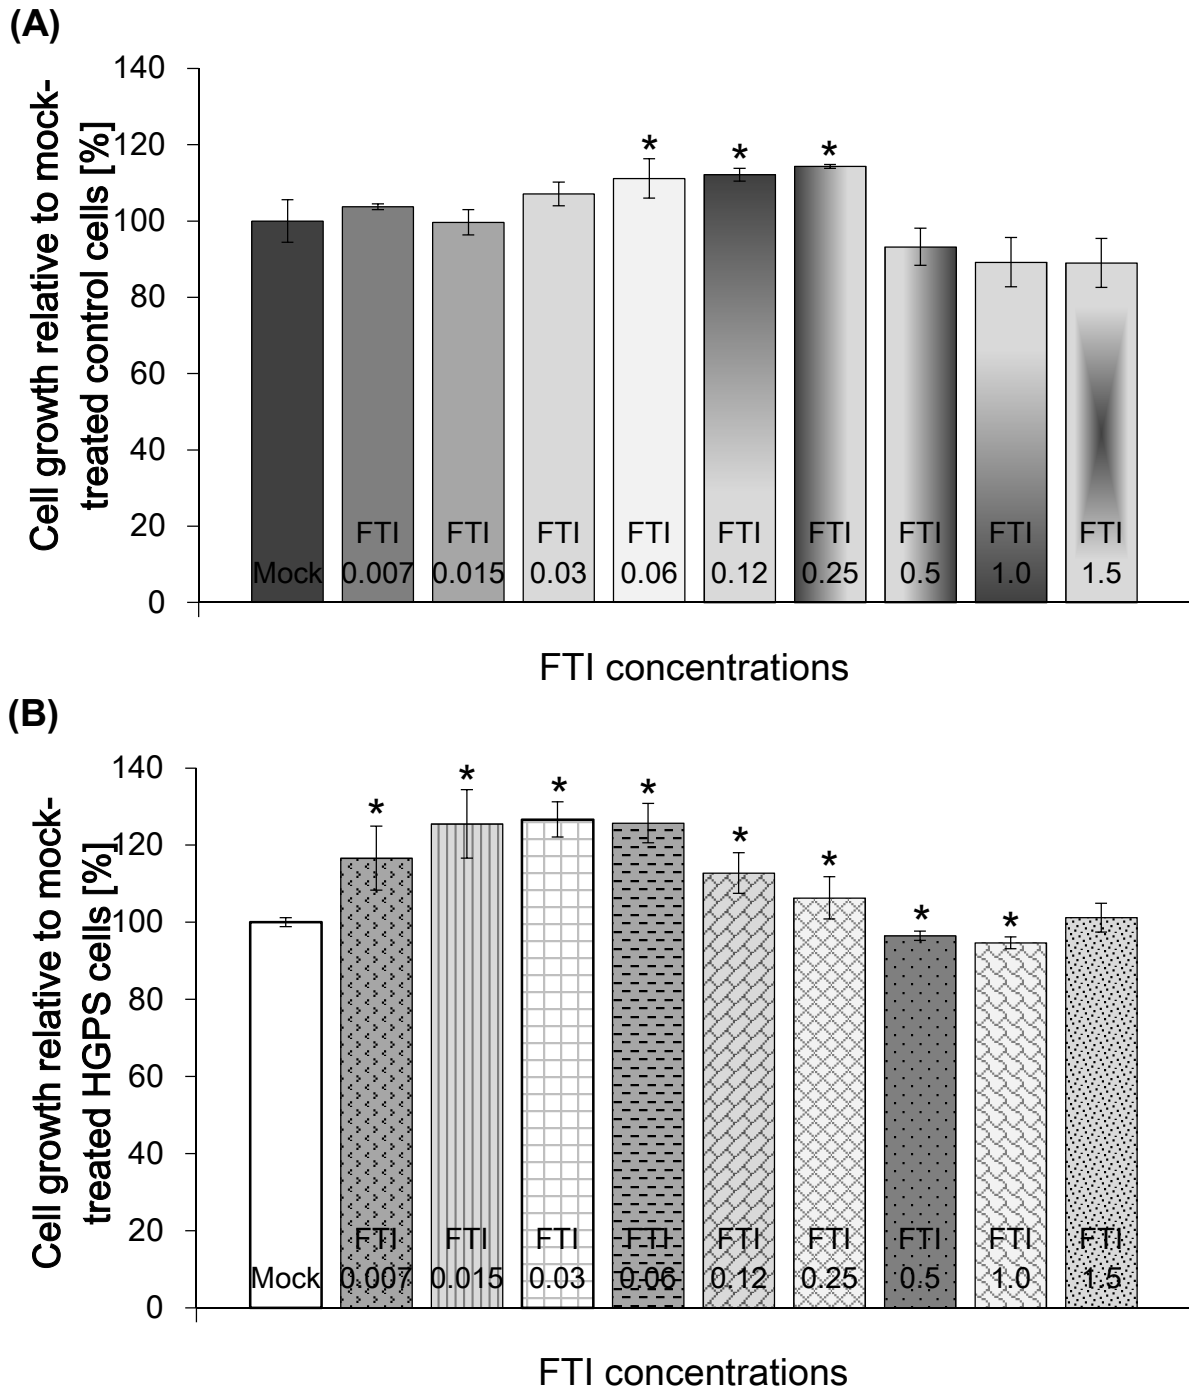 (A)
Cell growth relative to mock-
treated control cells [%]
140
120
100
80
60
40
20
0
* * *
FTI FTI FTI FTI FTI FTI FTI FTI FTI
Mock 0.007 0.015 0.03 0.06 0.12 0.25 0.5 1.0 1.5
FTI concentrations
(B)
Cell growth relative to mock-
treated HGPS cells [%]
140
120
100
80
60
40
20
0
* * * * * * * *
FTI FTI FTI FTI FTI FTI FTI FTI FTI
Mock 0.007 0.015 0.03 0.06 0.12 0.25 0.5 1.0 1.5
FTI concentrations